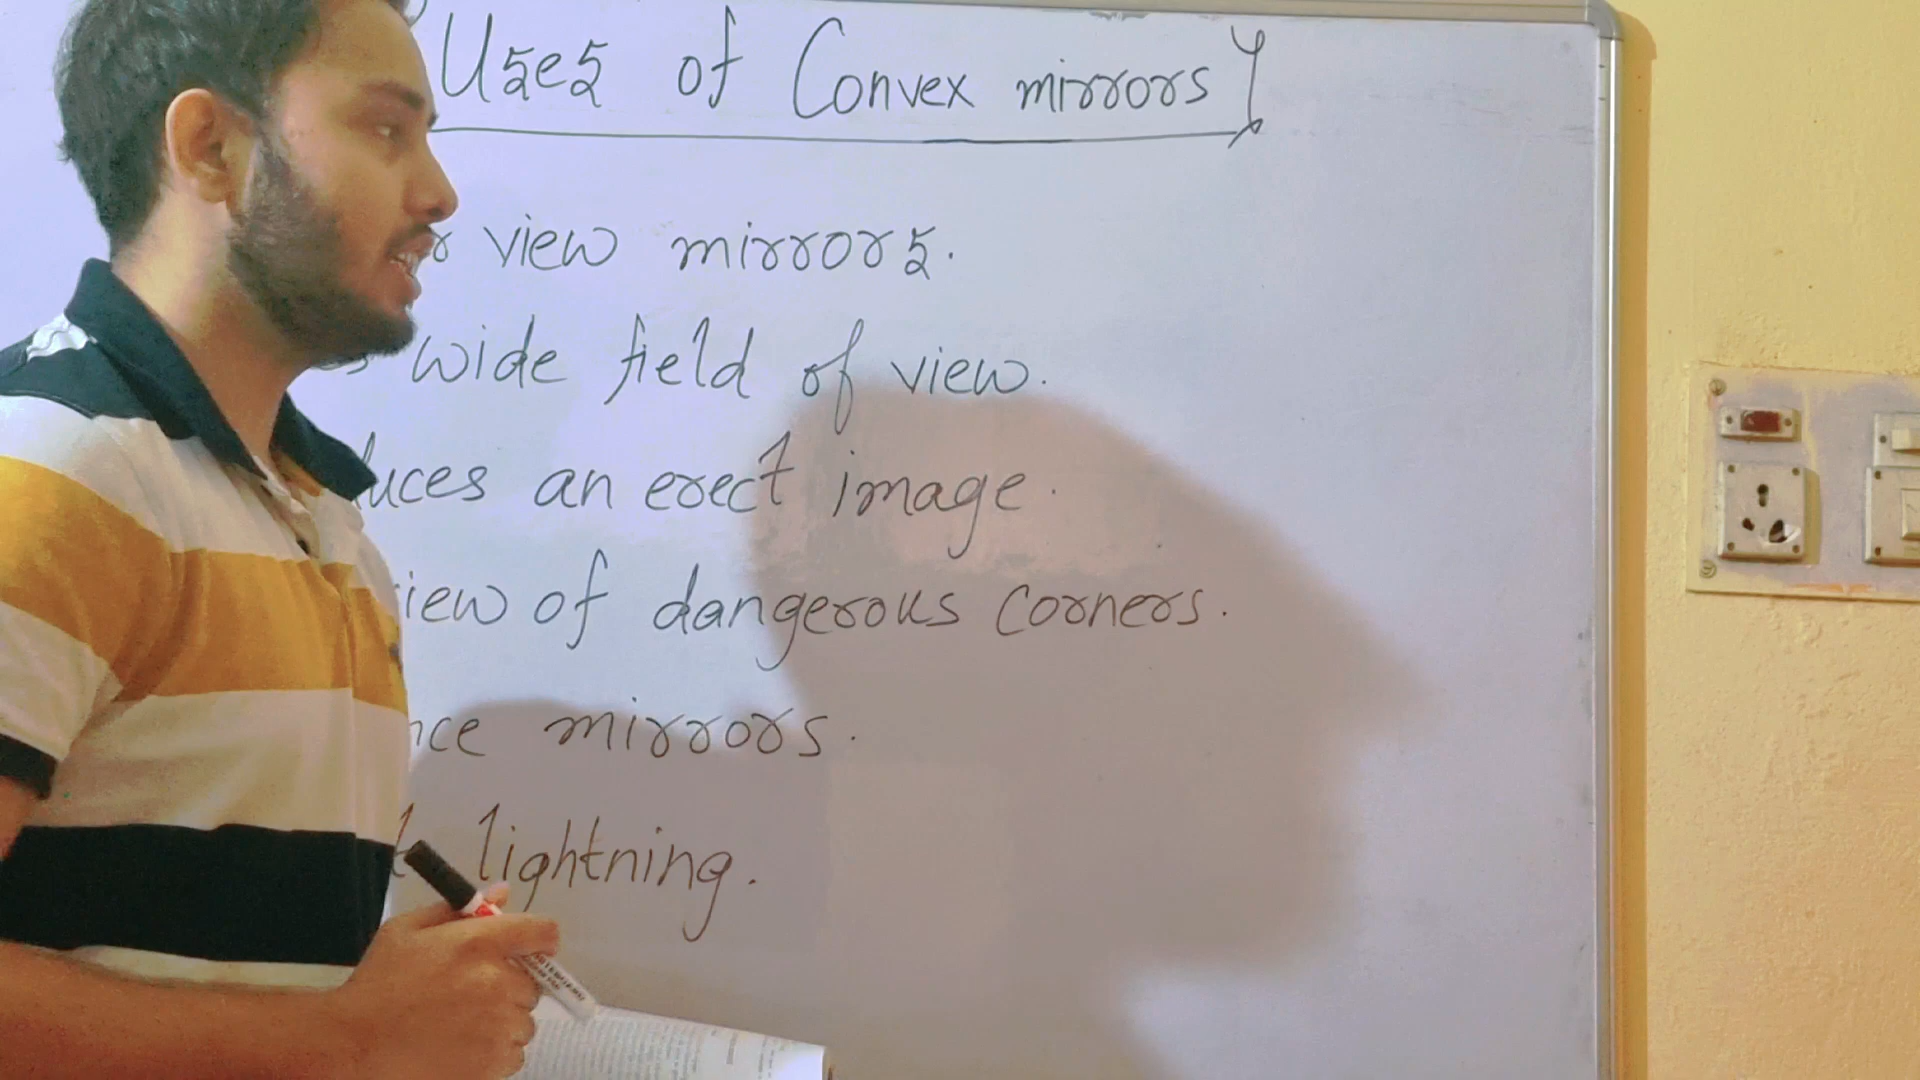 Uses of Convex mirrors
view mirrors.
wide field of view.
uces an erect image.
iew of dangerous corners.
nce mirrors.
lightning.